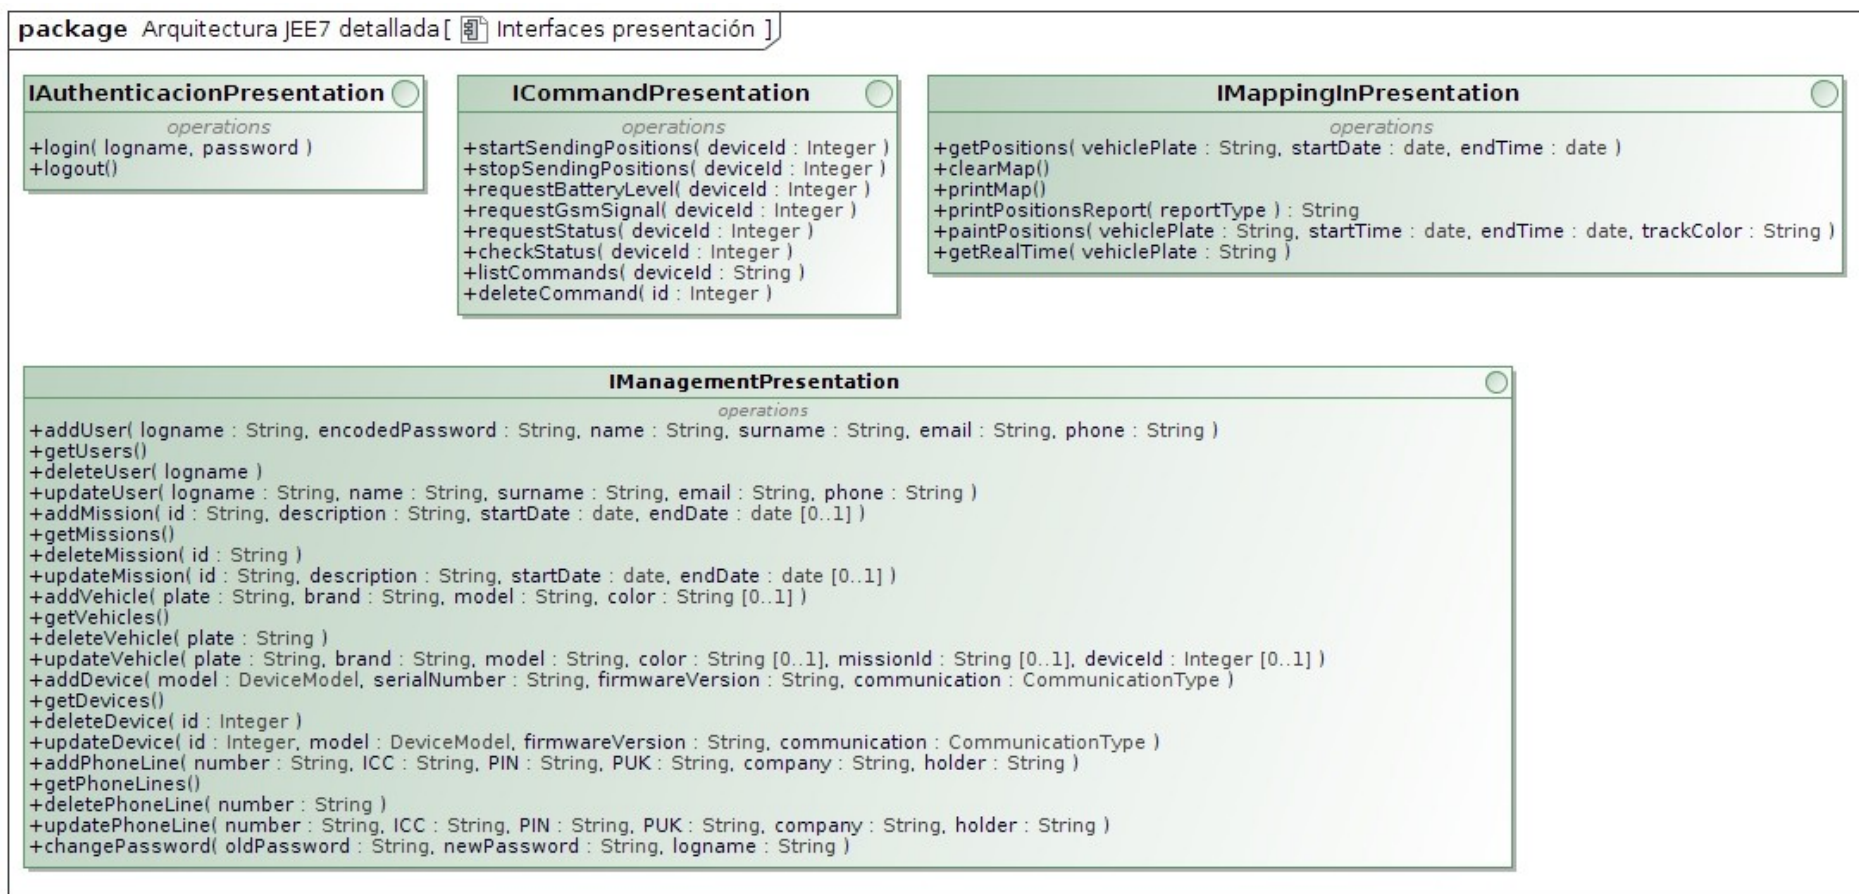 package Arquitectura JEE7 detallada[ Interfaces presentación ]
IAuthenticacionPresentation
operations
+login( logname, password )
+logout()
ICommandPresentation
operations
+startSendingPositions( deviceId : Integer )
+stopSendingPositions( deviceId : Integer )
+requestBatteryLevel( deviceId : Integer )
+requestGsmSignal( deviceId : Integer )
+requestStatus( deviceId : Integer )
+checkStatus( deviceId : Integer )
+listCommands( deviceId : String )
+deleteCommand( id : Integer )
IMappingInPresentation
operations
+getPositions( vehiclePlate : String, startDate : date, endTime : date )
+clearMap()
+printMap()
+printPositionsReport( reportType ) : String
+paintPositions( vehiclePlate : String, startTime : date, endTime : date, trackColor : String )
+getRealTime( vehiclePlate : String )
IManagementPresentation
operations
+addUser( logname : String, encodedPassword : String, name : String, surname : String, email : String, phone : String )
+getUsers()
+deleteUser( logname )
+updateUser( logname : String, name : String, surname : String, email : String, phone : String )
+addMission( id : String, description : String, startDate : date, endDate : date [0..1] )
+getMissions()
+deleteMission( id : String )
+updateMission( id : String, description : String, startDate : date, endDate : date [0..1] )
+addVehicle( plate : String, brand : String, model : String, color : String [0..1] )
+getVehicles()
+deleteVehicle( plate : String )
+updateVehicle( plate : String, brand : String, model : String, color : String [0..1], missionId : String [0..1], deviceId : Integer [0..1] )
+addDevice( model : DeviceModel, serialNumber : String, firmwareVersion : String, communication : CommunicationType )
+getDevices()
+deleteDevice( id : Integer )
+updateDevice( id : Integer, model : DeviceModel, firmwareVersion : String, communication : CommunicationType )
+addPhoneLine( number : String, ICC : String, PIN : String, PUK : String, company : String, holder : String )
+getPhoneLines()
+deletePhoneLine( number : String )
+updatePhoneLine( number : String, ICC : String, PIN : String, PUK : String, company : String, holder : String )
+changePassword( oldPassword : String, newPassword : String, logname : String )